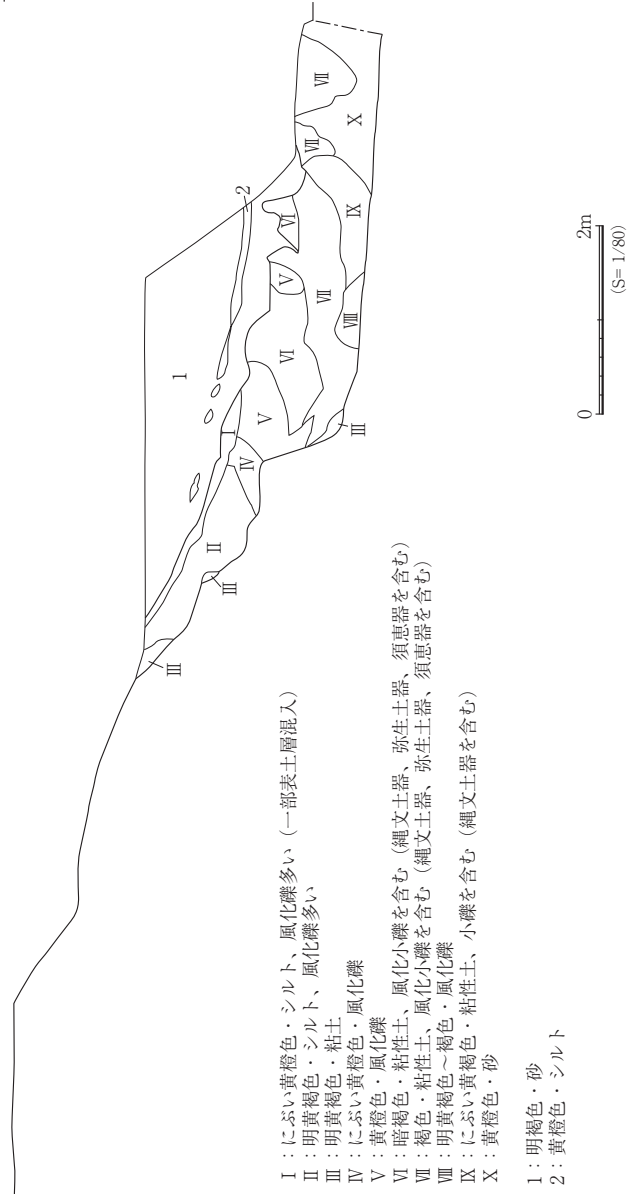 Ⅰ:にぶい黄橙色・シルト、風化礫多い(一部表土層混入)
Ⅱ:明黄褐色・シルト、風化礫多い
Ⅲ:明黄褐色・粘土
Ⅳ:にぶい黄橙色・風化礫
Ⅴ:黄橙色・風化礫
Ⅵ:暗褐色・粘性土、風化小礫を含む(縄文土器、弥生土器、須恵器を含む)
Ⅶ:褐色・粘性土、風化小礫を含む(縄文土器、弥生土器、須恵器を含む)
Ⅷ:明黄褐色~褐色・風化礫
Ⅸ:にぶい黄褐色・粘性土、小礫を含む(縄文土器を含む)
Ⅹ:黄橙色・砂
1:明褐色・砂
2:黄橙色・シルト
Ⅲ
Ⅲ
Ⅱ
Ⅳ
Ⅰ
1
Ⅴ
Ⅲ
Ⅵ
Ⅴ
Ⅷ
Ⅶ
Ⅵ
2
Ⅸ
Ⅶ
Ⅹ
Ⅶ
0
2m
(S=1/80)